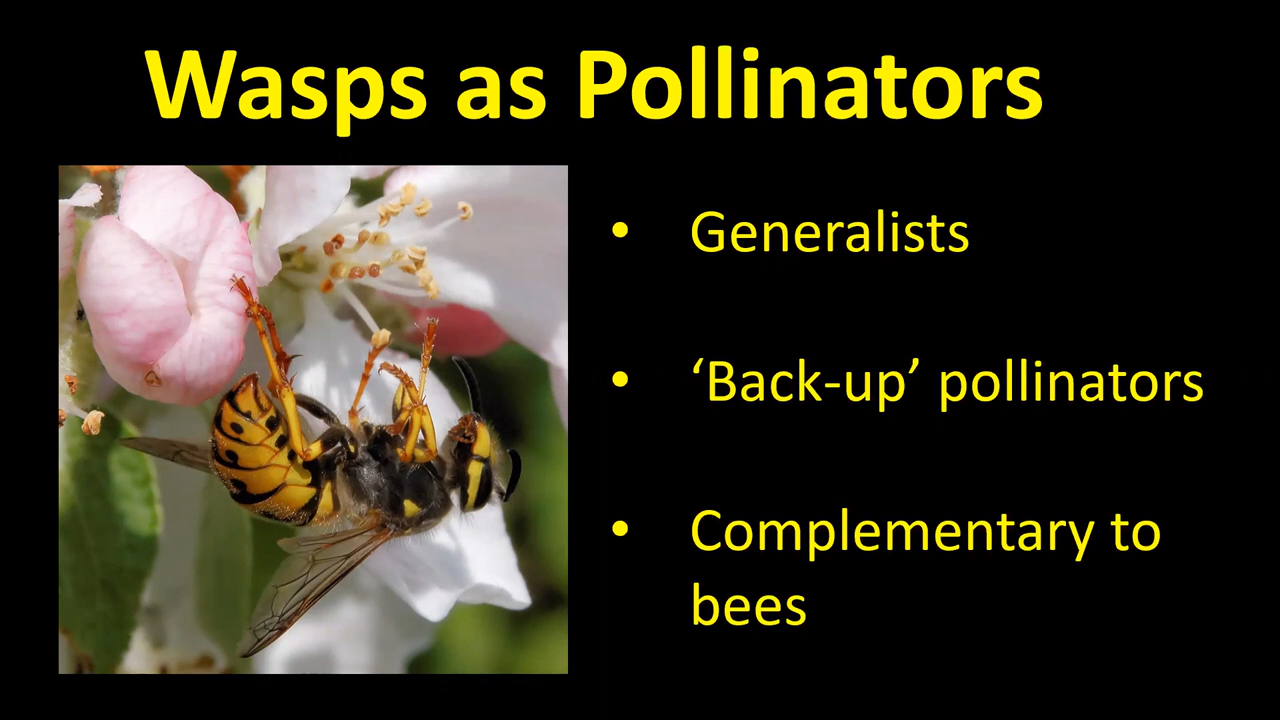 Wasps as Pollinators
• Generalists
• ‘Back-up’ pollinators
• Complementary to
bees